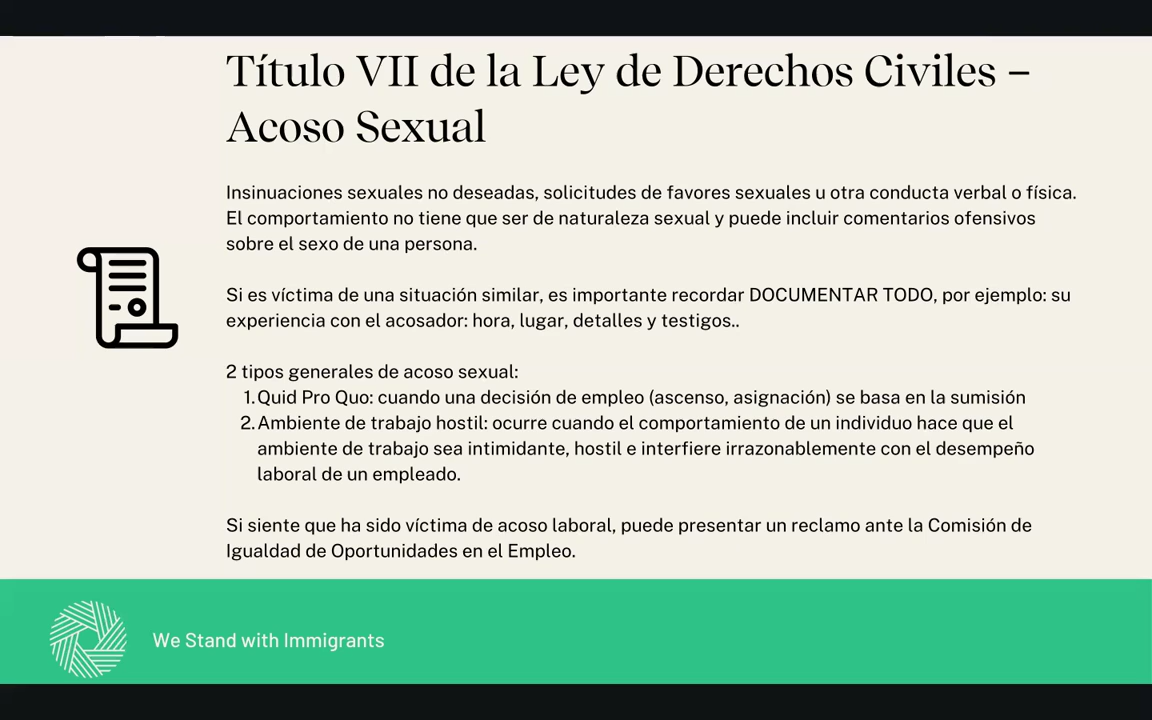 Título VII de la Ley de Derechos Civiles –
Acoso Sexual
Insinuaciones sexuales no deseadas, solicitudes de favores sexuales u otra conducta verbal o física.
El comportamiento no tiene que ser de naturaleza sexual y puede incluir comentarios ofensivos
sobre el sexo de una persona.
Si es víctima de una situación similar, es importante recordar DOCUMENTAR TODO, por ejemplo: su
experiencia con el acosador: hora, lugar, detalles y testigos..
2 tipos generales de acoso sexual:
1. Quid Pro Quo: cuando una decisión de empleo (ascenso, asignación) se basa en la sumisión
2. Ambiente de trabajo hostil: ocurre cuando el comportamiento de un individuo hace que el
ambiente de trabajo sea intimidante, hostil e interfiere irrazonablemente con el desempeño
laboral de un empleado.
Si siente que ha sido víctima de acoso laboral, puede presentar un reclamo ante la Comisión de
Igualdad de Oportunidades en el Empleo.
We Stand with Immigrants